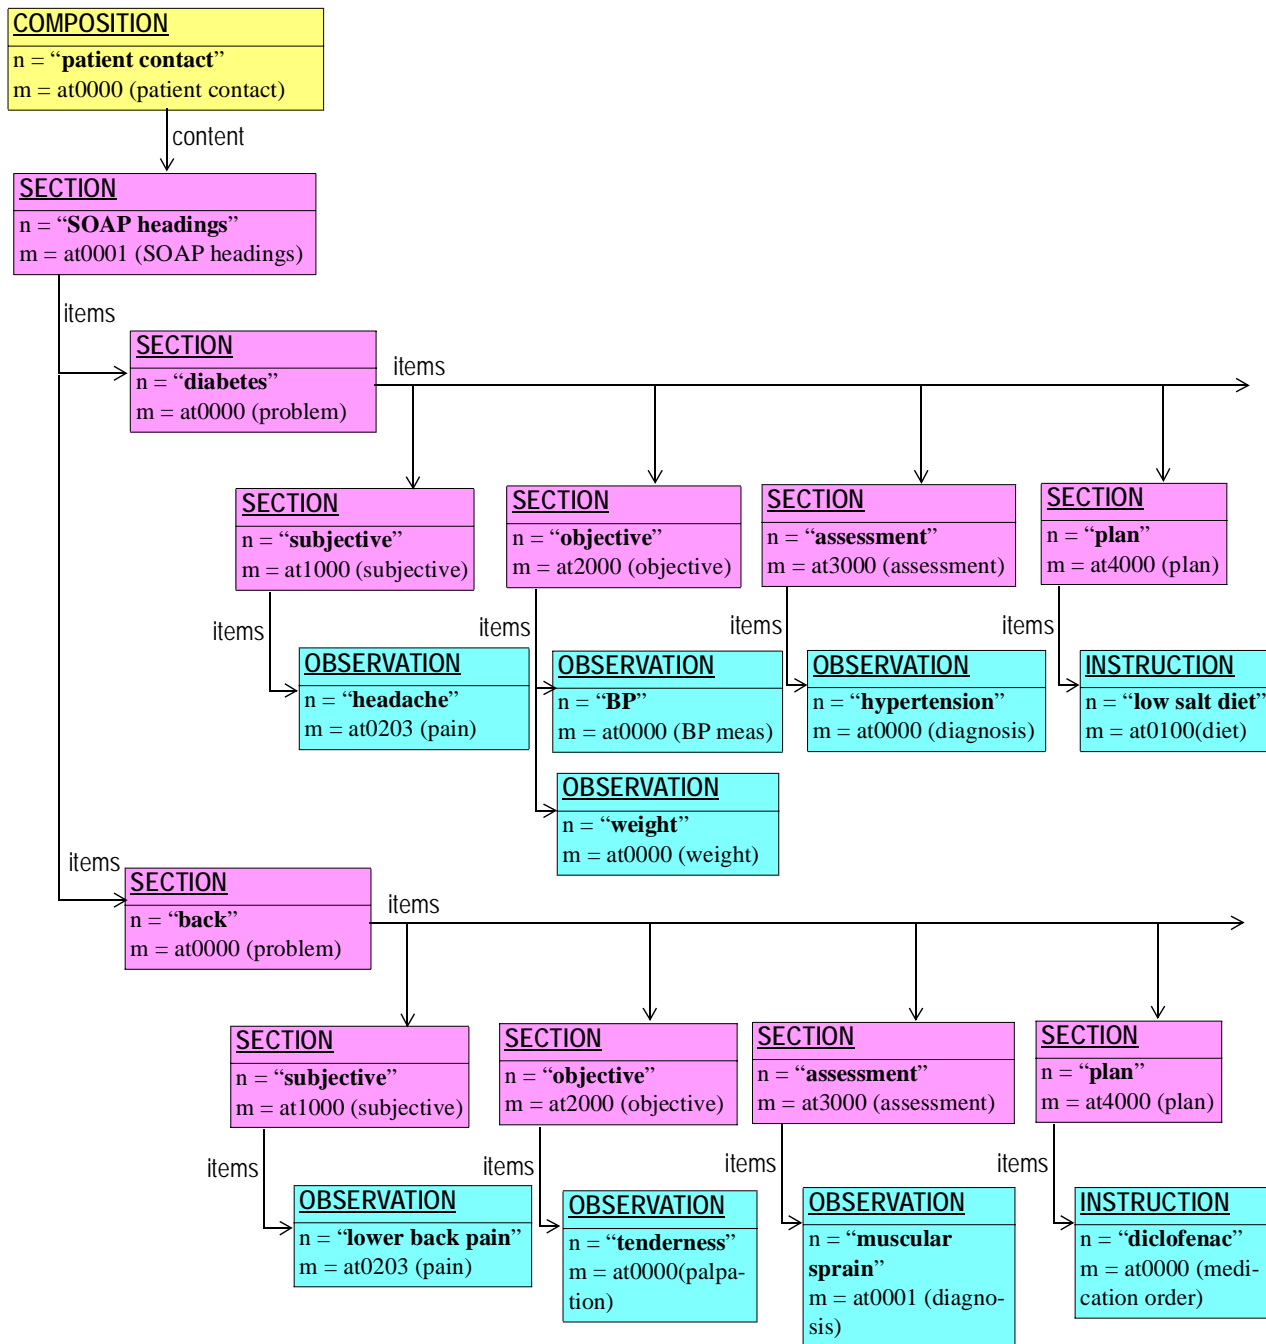 COMPOSITION
n = “patient contact”
m = at0000 (patient contact)
content
SECTION
n = “SOAP headings”
m = at0001 (SOAP headings)
items
SECTION
n = “diabetes”
m = at0000 (problem)
items
SECTION
n = “subjective”
m = at1000 (subjective)
SECTION
n = “objective”
m = at2000 (objective)
SECTION
n = “assessment”
m = at3000 (assessment)
SECTION
n = “plan”
m = at4000 (plan)
items
OBSERVATION
n = “headache”
m = at0203 (pain)
items
OBSERVATION
n = “BP”
m = at0000 (BP meas)
OBSERVATION
n = “weight”
m = at0000 (weight)
items
OBSERVATION
n = “hypertension”
m = at0000 (diagnosis)
items
INSTRUCTION
n = “low salt diet”
m = at0100(diet)
items
SECTION
n = “back”
m = at0000 (problem)
items
SECTION
n = “subjective”
m = at1000 (subjective)
SECTION
n = “objective”
m = at2000 (objective)
SECTION
n = “assessment”
m = at3000 (assessment)
SECTION
n = “plan”
m = at4000 (plan)
items
OBSERVATION
n = “lower back pain”
m = at0203 (pain)
items
OBSERVATION
n = “tenderness”
m = at0000(palpa-
tion)
items
OBSERVATION
n = “muscular
sprain”
m = at0001 (diagno-
sis)
items
INSTRUCTION
n = “diclofenac”
m = at0000 (medi-
cation order)